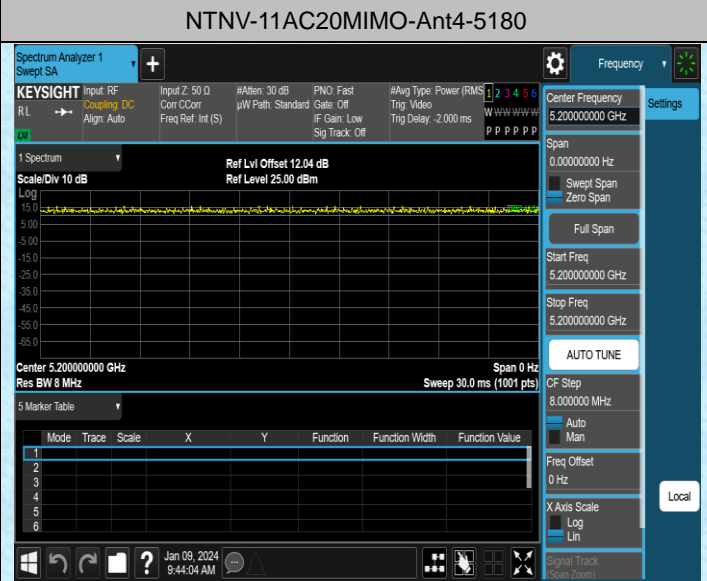 NTNV-11AC20MIMO-Ant4-5180
Spectrum Analyzer 1
Swept SA
+
Frequency
KEYSIGHT
RL
LXI
Input: RF
Coupling: DC
Align: Auto
Input Z: 50 Ω
Corr CCorr
Freq Ref: Int (S)
#Atten: 30 dB
µW Path: Standard
PNO: Fast
Gate: Off
IF Gain: Low
Sig Track: Off
#Avg Type: Power (RMS
Trig: Video
Trig Delay: -2.000 ms
1 2 3 4 5 6
W W W W W W
P P P P P P
1 Spectrum
Scale/Div 10 dB
Ref Lvl Offset 12.04 dB
Ref Level 25.00 dBm
Log
15.0
5.00
-5.00
-15.0
-25.0
-35.0
-45.0
-55.0
-65.0
Center 5.200000000 GHz
Span 0 Hz
Res BW 8 MHz
Sweep 30.0 ms (1001 pts)
5 Marker Table
Mode Trace Scale X Y Function Function Width Function Value
1
2
3
4
5
6
Jan 09, 2024
9:44:04 AM
Center Frequency
5.200000000 GHz
Settings
Span
0.00000000 Hz
Swept Span
Zero Span
Full Span
Start Freq
5.200000000 GHz
Stop Freq
5.200000000 GHz
AUTO TUNE
CF Step
8.000000 MHz
Auto
Man
Freq Offset
0 Hz
X Axis Scale
Log
Lin
Local
Signal Track
(Span Zoom)